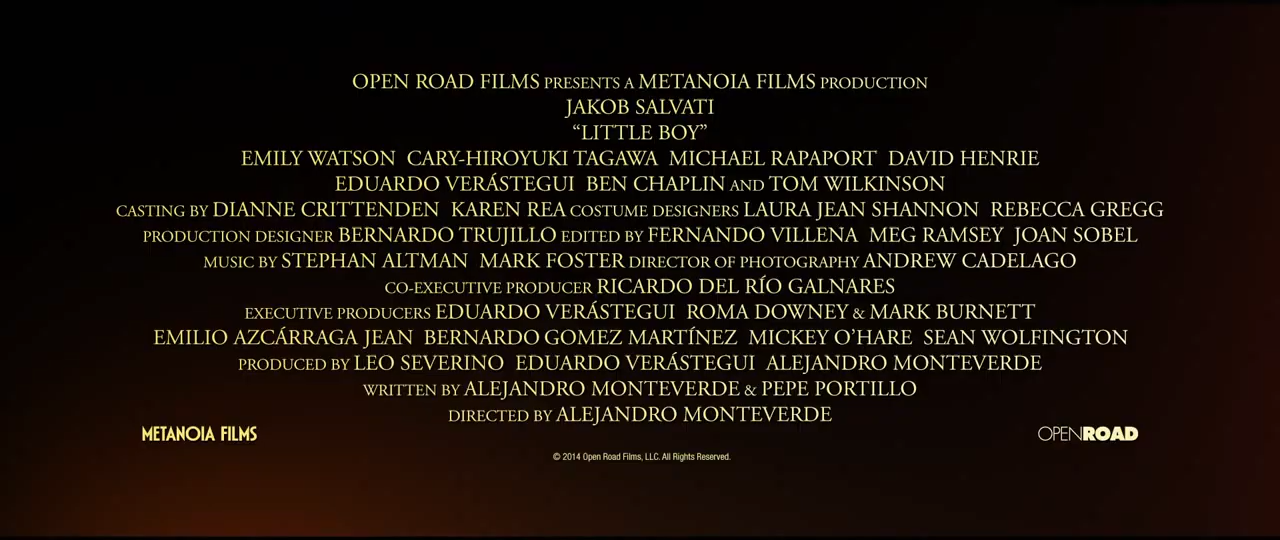 OPEN ROAD FILMS PRESENTS A METANOIA FILMS PRODUCTION
JAKOB SALVATI
“LITTLE BOY”
EMILY WATSON CARY-HIROYUKI TAGAWA MICHAEL RAPAPORT DAVID HENRIE
EDUARDO VERÁSTEGUI BEN CHAPLIN AND TOM WILKINSON
CASTING BY DIANNE CRITTENDEN KAREN REA COSTUME DESIGNERS LAURA JEAN SHANNON REBECCA GREGG
PRODUCTION DESIGNER BERNARDO TRUJILLO EDITED BY FERNANDO VILLENA MEG RAMSEY JOAN SOBEL
MUSIC BY STEPHAN ALTMAN MARK FOSTER DIRECTOR OF PHOTOGRAPHY ANDREW CADELAGO
CO-EXECUTIVE PRODUCER RICARDO DEL RÍO GALNARES
EXECUTIVE PRODUCERS EDUARDO VERÁSTEGUI ROMA DOWNEY & MARK BURNETT
EMILIO AZCÁRRAGA JEAN BERNARDO GOMEZ MARTÍNEZ MICKEY O’HARE SEAN WOLFINGTON
PRODUCED BY LEO SEVERINO EDUARDO VERÁSTEGUI ALEJANDRO MONTEVERDE
WRITTEN BY ALEJANDRO MONTEVERDE & PEPE PORTILLO
DIRECTED BY ALEJANDRO MONTEVERDE
METANOIA FILMS
OPENROAD
© 2014 Open Road Films, LLC. All Rights Reserved.